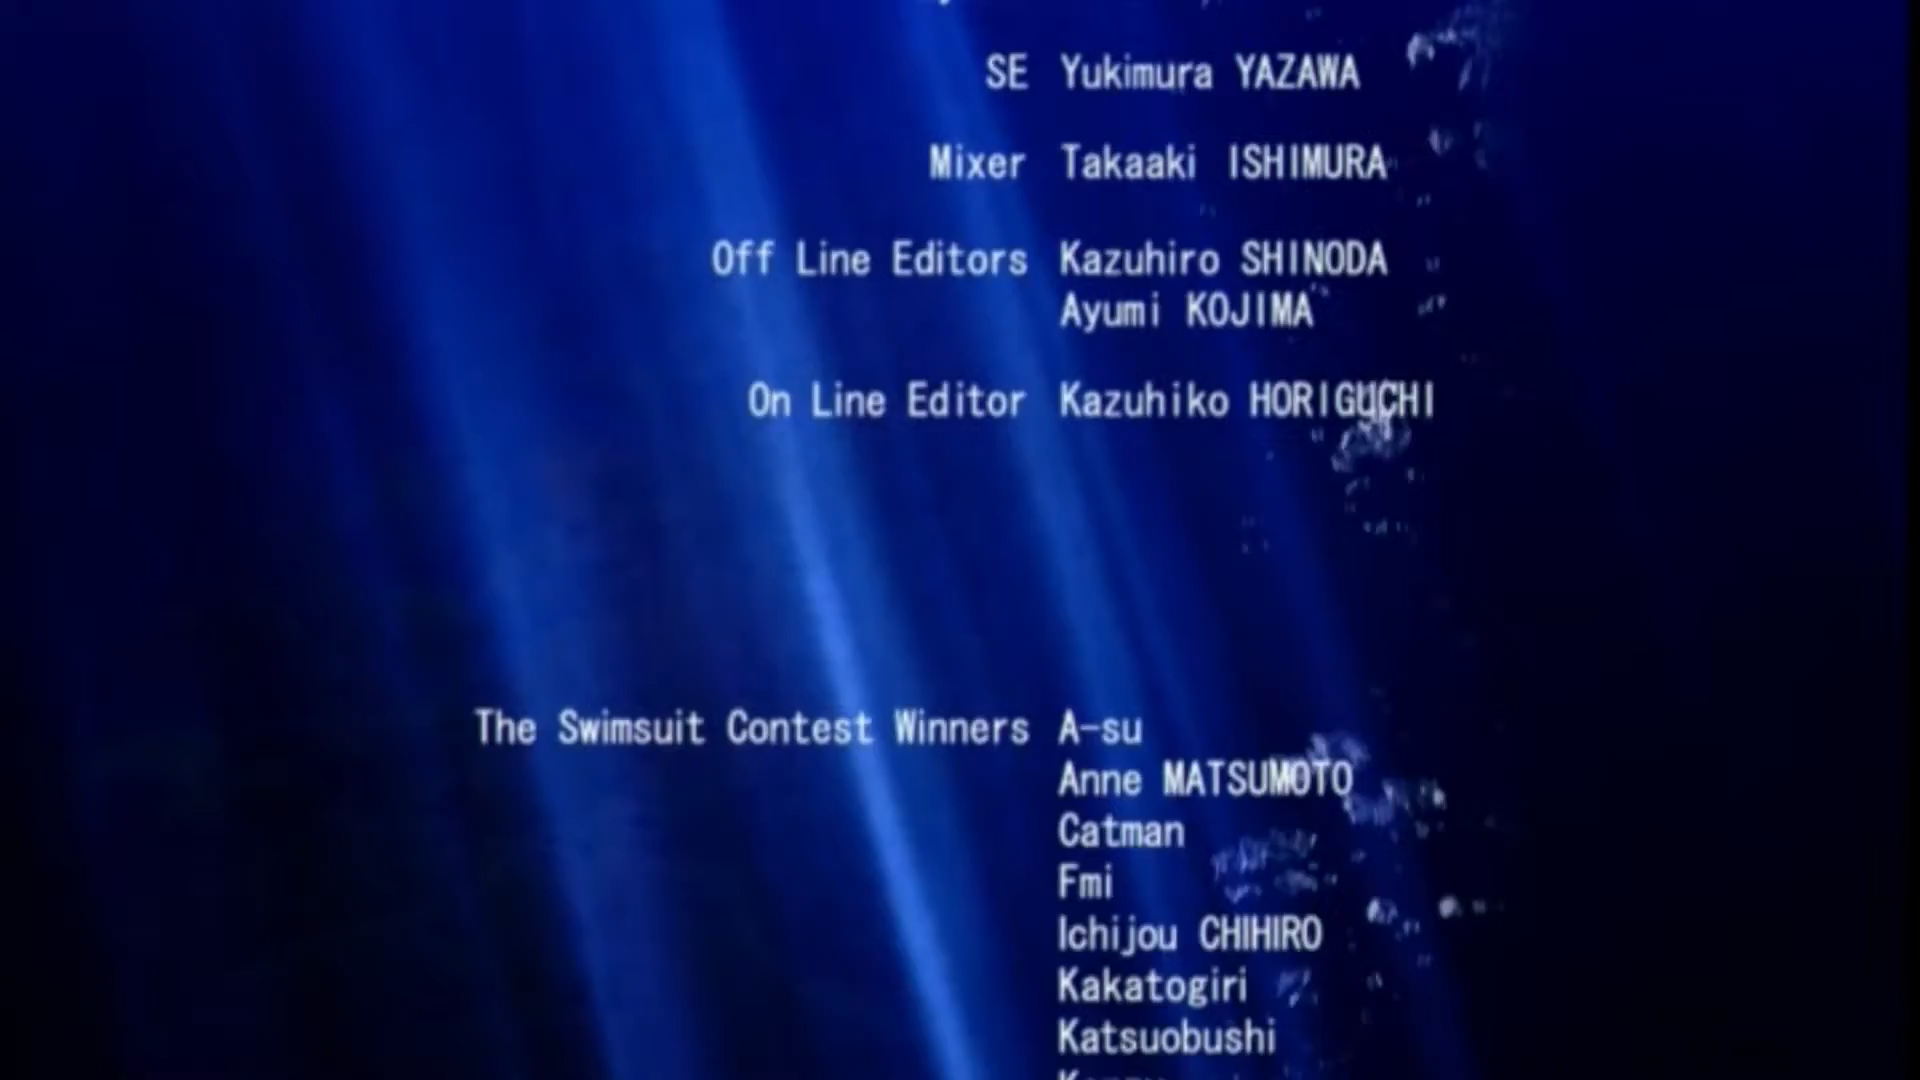 SE Yukimura YAZAWA
Mixer Takaaki ISHIMURA
Off Line Editors Kazuhiro SHINODA
Ayumi KOJIMA
On Line Editor Kazuhiko HORIGUCHI
The Swimsuit Contest Winners A-su
Anne MATSUMOTO
Catman
Fmi
Ichijou CHIHIRO
Kakatogiri
Katsuobushi